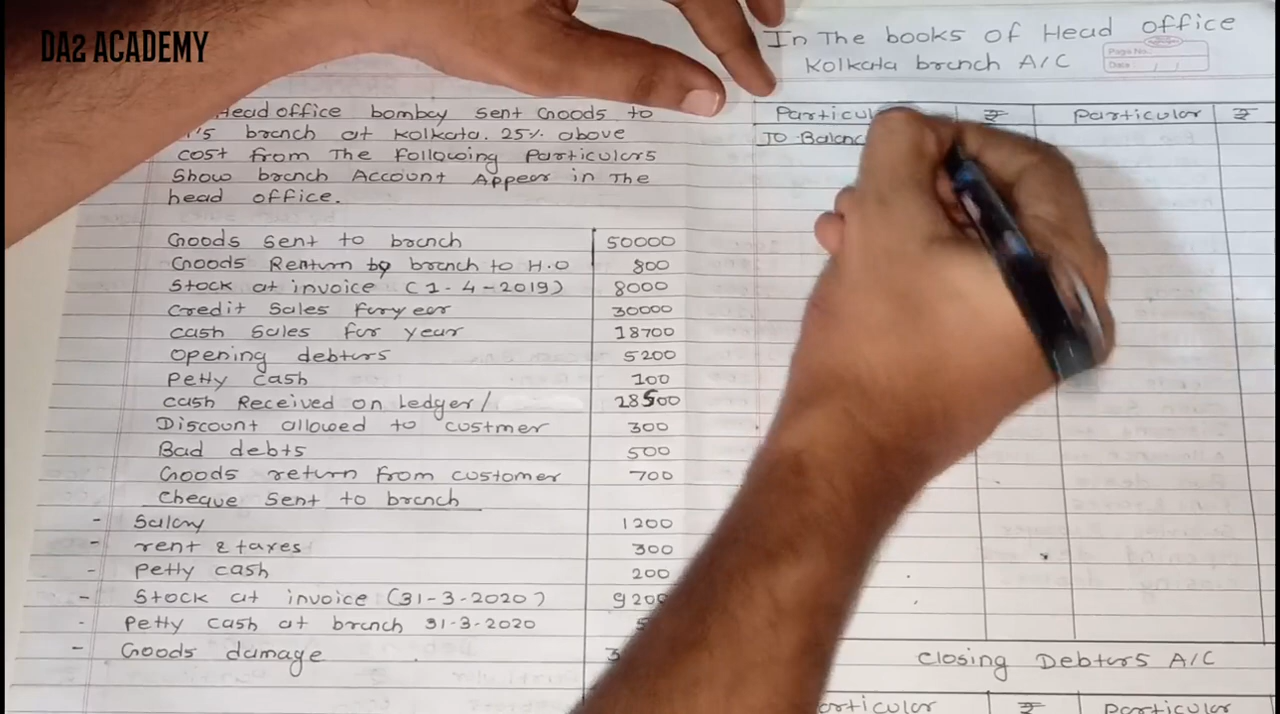 DA2 ACADEMY
Head office bombay sent Goods to
branch at Kolkata. 25% above
cost from The Following Particulars
Show branch Account Appear in The
head office.
Goods sent to branch 50000
Goods Renturn by branch to H.O 800
Stock at invoice (1-4-2019) 8000
Credit Sales for year 30000
cash Sales for year 18700
Opening debtors 5200
Petty cash 100
Cash Received on Ledger/ 28500
Discount allowed to custmer 300
Bad debts 500
Goods return from customer 700
Cheque Sent to branch
- Salary 1200
- rent & taxes 300
- Petty cash 200
- Stock at invoice (31-3-2020) 9200
- Petty cash at branch 31-3-2020
- Goods damage
In The books of Head office
Kolkata branch A/C
Page No.
Date
₹ Particular ₹
TO
Closing Debtors A/C
₹ Particular